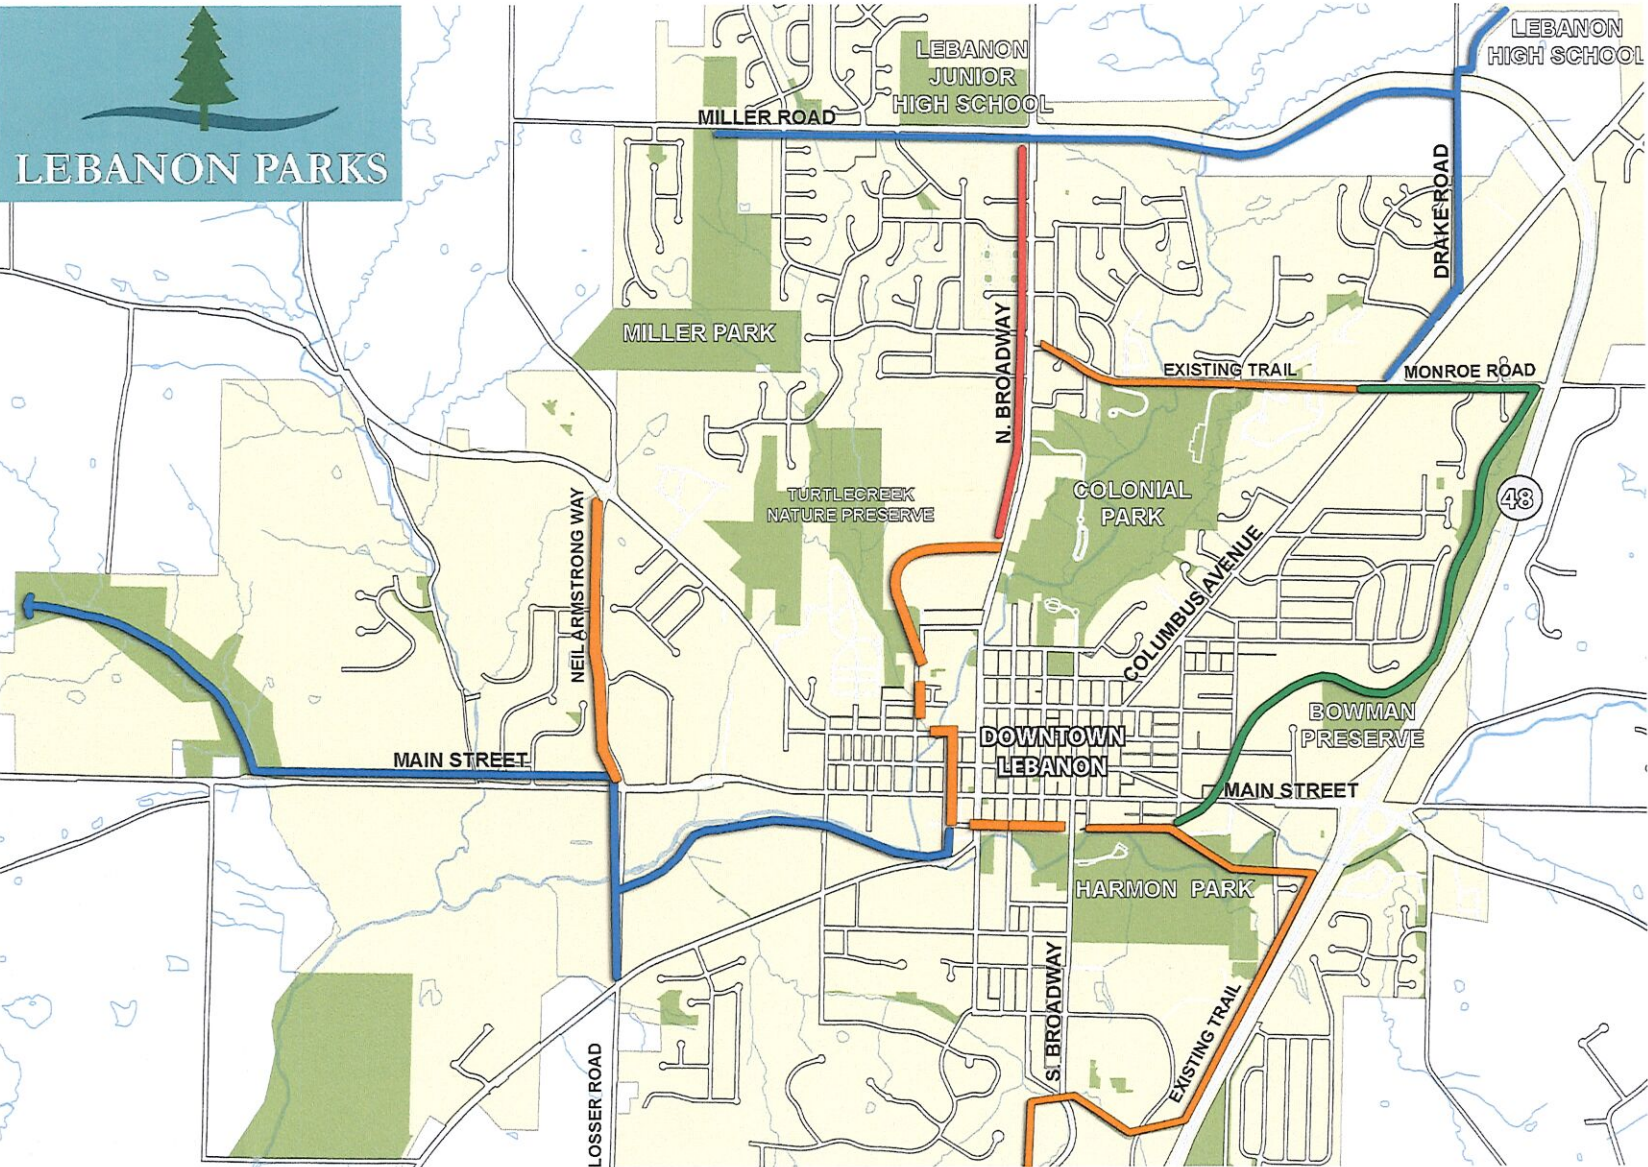 LEBANON PARKS
LEBANON
JUNIOR
HIGH SCHOOL
LEBANON
HIGH SCHOOL
MILLER ROAD
DRAKE ROAD
MILLER PARK
N. BROADWAY
EXISTING TRAIL
MONROE ROAD
TURTLECREEK
NATURE PRESERVE
COLONIAL
PARK
48
NEIL ARMSTRONG WAY
COLUMBUS AVENUE
BOWMAN
PRESERVE
DOWNTOWN
LEBANON
MAIN STREET
MAIN STREET
HARMON PARK
S. BROADWAY
EXISTING TRAIL
LOSSER ROAD